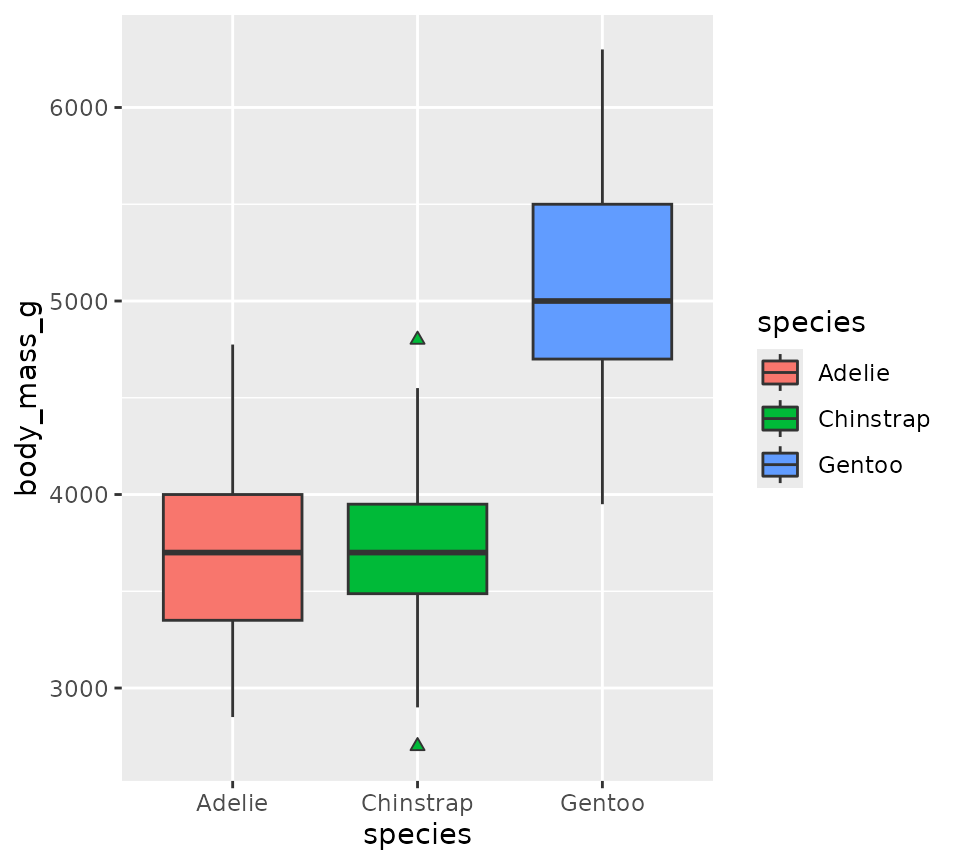 body_mass_g
6000
5000
4000
3000
Adelie
Chinstrap
Gentoo
species
species
Adelie
Chinstrap
Gentoo